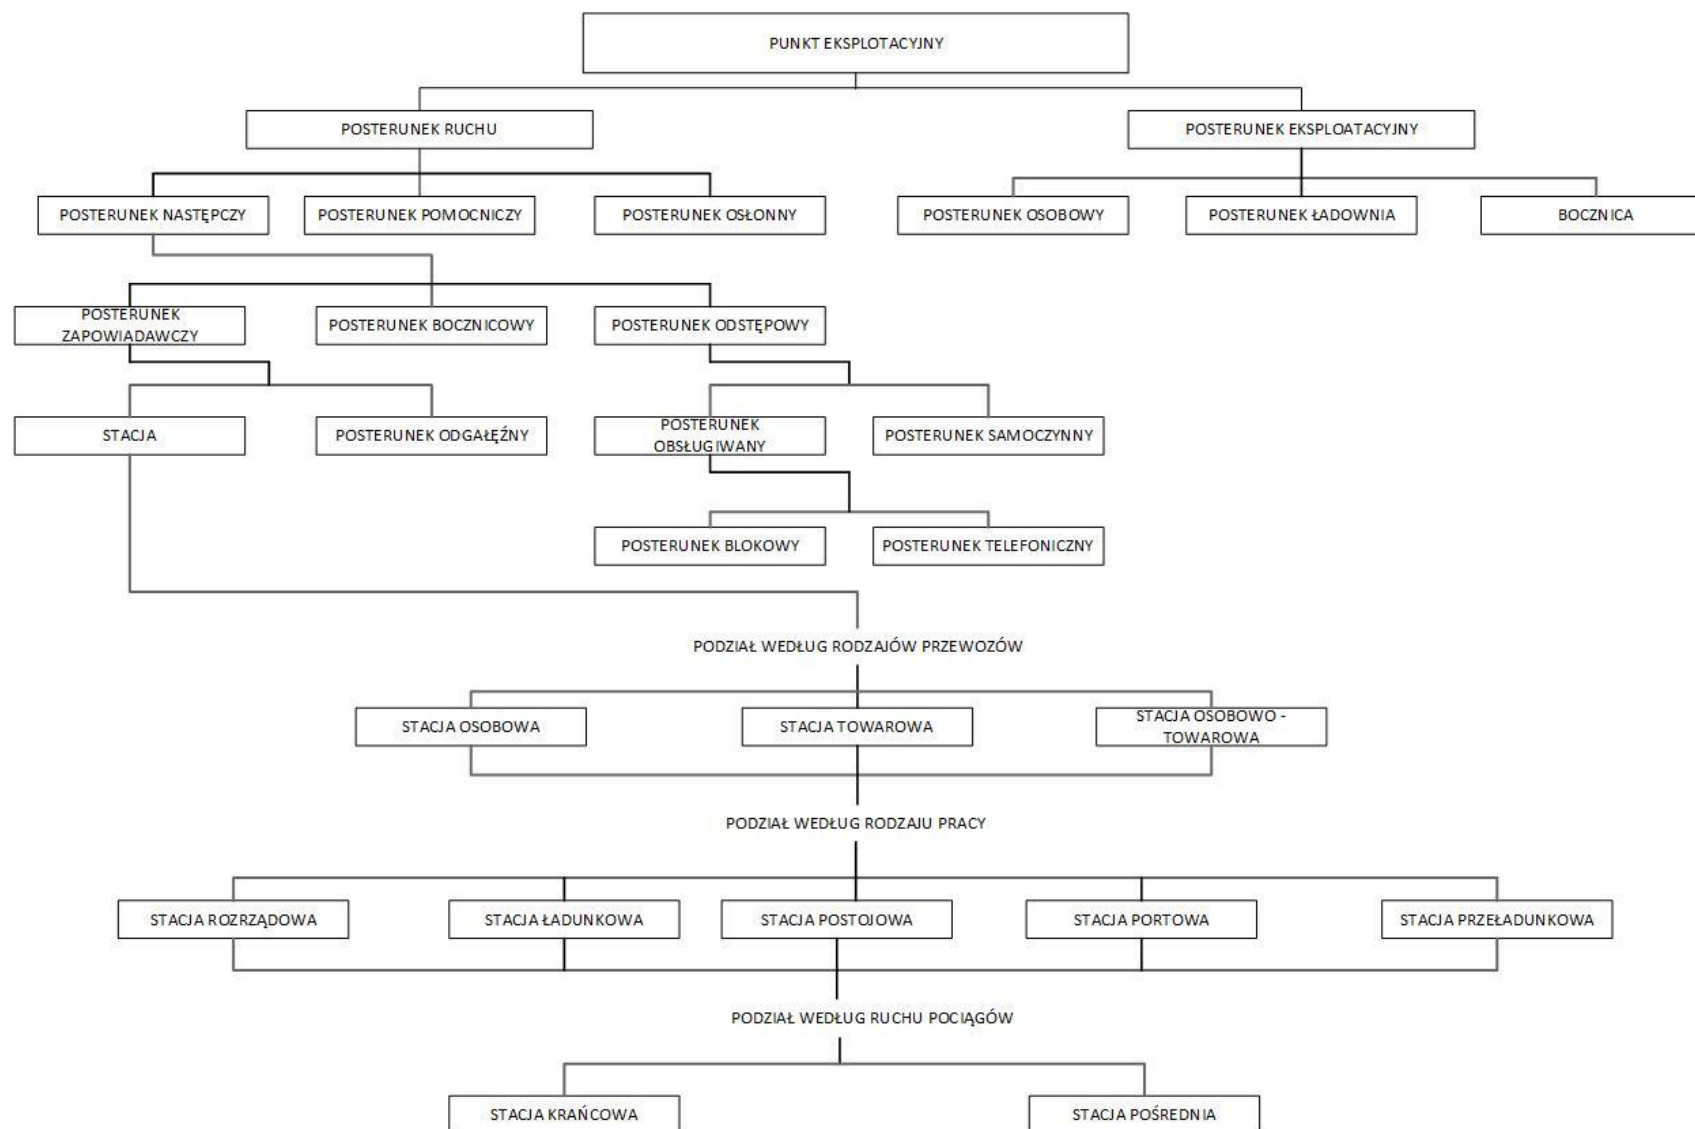 PUNKT EKSPLOTACYJNY
POSTERUNEK RUCHU
POSTERUNEK EKSPLOATACYJNY
POSTERUNEK NASTĘPCZY
POSTERUNEK POMOCNICZY
POSTERUNEK OSŁONNY
POSTERUNEK OSOBOWY
POSTERUNEK ŁADOWNIA
BOCZNICA
POSTERUNEK
ZAPOWIADAWCZY
POSTERUNEK BOCZNICOWY
POSTERUNEK ODSTĘPOWY
STACJA
POSTERUNEK ODGAŁĘŹNY
POSTERUNEK
OBSŁUGIWANY
POSTERUNEK SAMOCZYNNY
POSTERUNEK BLOKOWY
POSTERUNEK TELEFONICZNY
PODZIAŁ WEDŁUG RODZAJÓW PRZEWOZÓW
STACJA OSOBOWA
STACJA TOWAROWA
STACJA OSOBOWO -
TOWAROWA
PODZIAŁ WEDŁUG RODZAJU PRACY
STACJA ROZRZĄDOWA
STACJA ŁADUNKOWA
STACJA POSTOJOWA
STACJA PORTOWA
STACJA PRZEŁADUNKOWA
PODZIAŁ WEDŁUG RUCHU POCIĄGÓW
STACJA KRAŃCOWA
STACJA POŚREDNIA